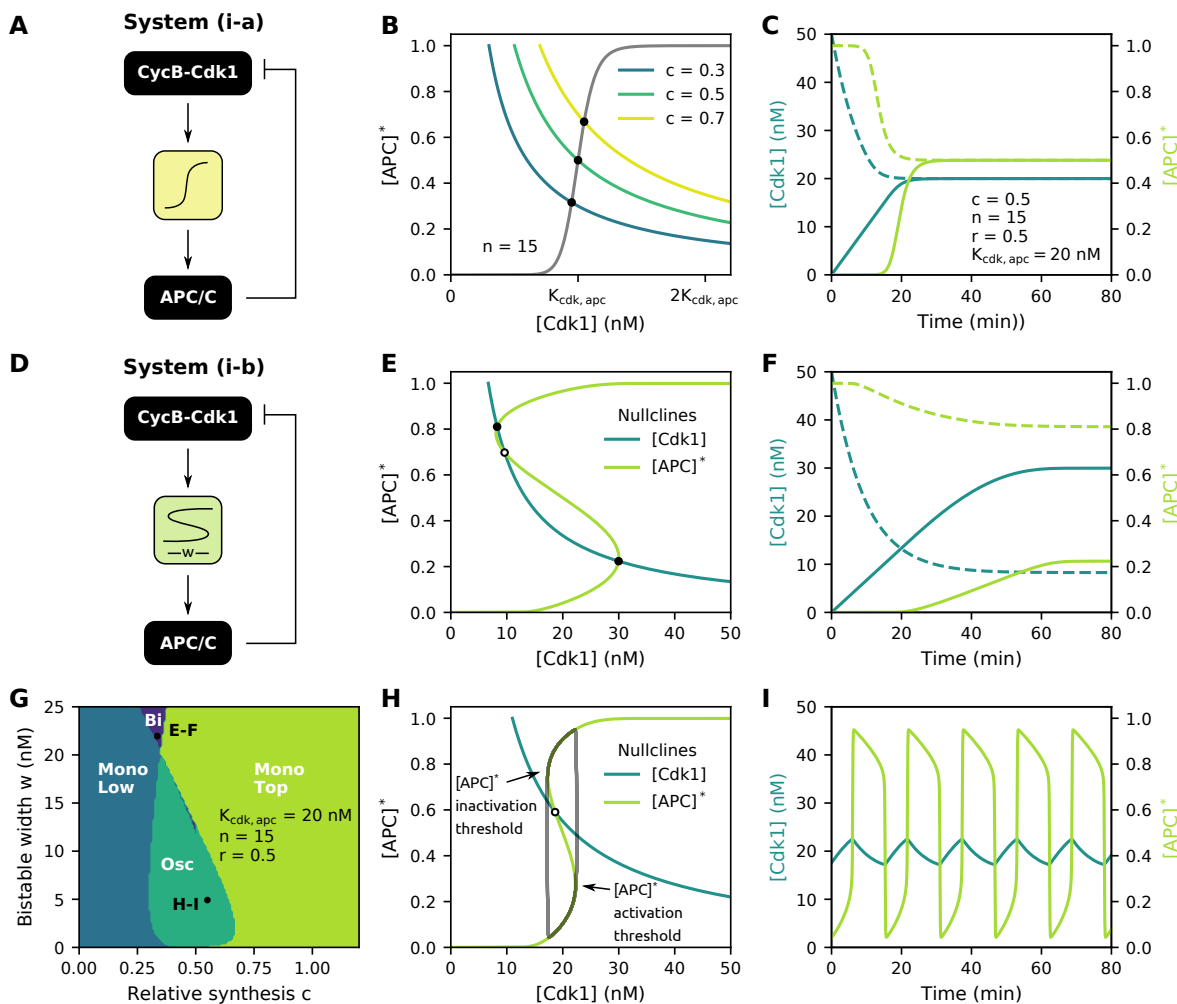 A
System (i-a)
CycB-Cdk1
APC/C
B
[APC]*
1.0
0.8
0.6
0.4
0.2
0.0
c = 0.3
c = 0.5
c = 0.7
n = 15
0
K_cdk, apc
2K_cdk, apc
[Cdk1] (nM)
C
[Cdk1] (nM)
50
40
30
20
10
0
c = 0.5
n = 15
r = 0.5
K_cdk, apc = 20 nM
0
20
40
60
80
Time (min))
1.0
0.8
0.6
0.4
0.2
0.0
[APC]*
D
System (i-b)
CycB-Cdk1
w
APC/C
E
[APC]*
1.0
0.8
0.6
0.4
0.2
0.0
Nullclines
[Cdk1]
[APC]*
0
10
20
30
40
50
[Cdk1] (nM)
F
[Cdk1] (nM)
50
40
30
20
10
0
0
20
40
60
80
Time (min)
1.0
0.8
0.6
0.4
0.2
0.0
[APC]*
G
Bistable width w (nM)
25
20
15
10
5
0
Bi
E-F
Mono
Low
Mono
Top
K_cdk, apc = 20 nM
n = 15
r = 0.5
Osc
H-I
0.00
0.25
0.50
0.75
1.00
Relative synthesis c
H
[APC]*
1.0
0.8
0.6
0.4
0.2
0.0
Nullclines
[Cdk1]
[APC]*
[APC]*
inactivation
threshold
[APC]*
activation
threshold
0
10
20
30
40
50
[Cdk1] (nM)
I
[Cdk1] (nM)
50
40
30
20
10
0
0
20
40
60
80
Time (min)
1.0
0.8
0.6
0.4
0.2
0.0
[APC]*